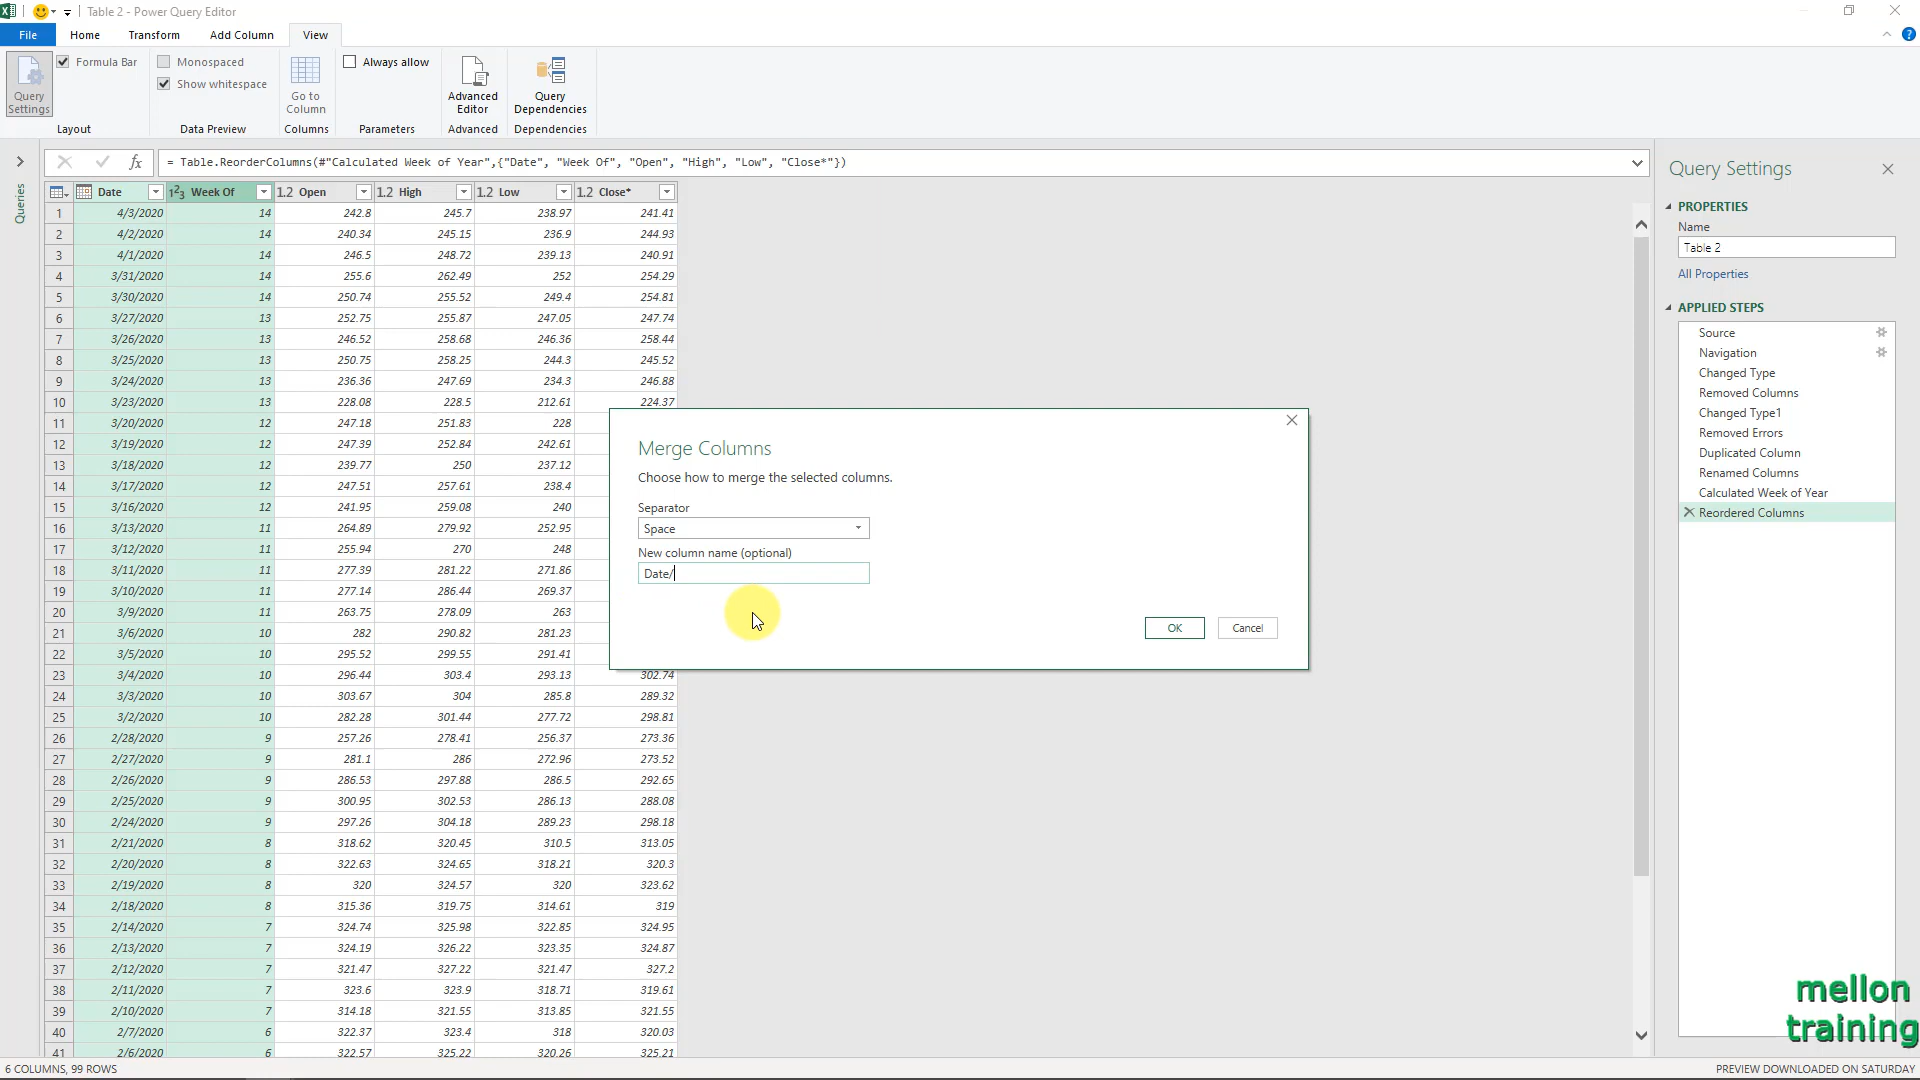 Table 2 - Power Query Editor
File Home Transform Add Column View
Query Settings
Formula Bar
Layout
Monospaced
Show whitespace
Data Preview
Go to Column
Columns
Always allow
Parameters
Advanced Editor
Advanced
Query Dependencies
Dependencies
fx = Table.ReorderColumns(#"Calculated Week of Year",{"Date", "Week Of", "Open", "High", "Low", "Close*"})
Queries
Date 1²3 Week Of 1.2 Open 1.2 High 1.2 Low 1.2 Close*
1 4/3/2020 14 242.8 245.7 238.97 241.41
2 4/2/2020 14 240.34 245.15 236.9 244.93
3 4/1/2020 14 246.5 248.72 239.13 240.91
4 3/31/2020 14 255.6 262.49 252 254.29
5 3/30/2020 14 250.74 255.52 249.4 254.81
6 3/27/2020 13 252.75 255.87 247.05 247.74
7 3/26/2020 13 246.52 258.68 246.36 258.44
8 3/25/2020 13 250.75 258.25 244.3 245.52
9 3/24/2020 13 236.36 247.69 234.3 246.88
10 3/23/2020 13 228.08 228.5 212.61 224.37
11 3/20/2020 12 247.18 251.83 228
12 3/19/2020 12 247.39 252.84 242.61
13 3/18/2020 12 239.77 250 237.12
14 3/17/2020 12 247.51 257.61 238.4
15 3/16/2020 12 241.95 259.08 240
16 3/13/2020 11 264.89 279.92 252.95
17 3/12/2020 11 255.94 270 248
18 3/11/2020 11 277.39 281.22 271.86
19 3/10/2020 11 277.14 286.44 269.37
20 3/9/2020 11 263.75 278.09 263
21 3/6/2020 10 282 290.82 281.23
22 3/5/2020 10 295.52 299.55 291.41
23 3/4/2020 10 296.44 303.4 293.13 302.74
24 3/3/2020 10 303.67 304 285.8 289.32
25 3/2/2020 10 282.28 301.44 277.72 298.81
26 2/28/2020 9 257.26 278.41 256.37 273.36
27 2/27/2020 9 281.1 286 272.96 273.52
28 2/26/2020 9 286.53 297.88 286.5 292.65
29 2/25/2020 9 300.95 302.53 286.13 288.08
30 2/24/2020 9 297.26 304.18 289.23 298.18
31 2/21/2020 8 318.62 320.45 310.5 313.05
32 2/20/2020 8 322.63 324.65 318.21 320.3
33 2/19/2020 8 320 324.57 320 323.62
34 2/18/2020 8 315.36 319.75 314.61 319
35 2/14/2020 7 324.74 325.98 322.85 324.95
36 2/13/2020 7 324.19 326.22 323.35 324.87
37 2/12/2020 7 321.47 327.22 321.47 327.2
38 2/11/2020 7 323.6 323.9 318.71 319.61
39 2/10/2020 7 314.18 321.55 313.85 321.55
40 2/7/2020 6 322.37 323.4 318 320.03
41 2/6/2020 6 322.57 325.22 320.26 325.21
Merge Columns
Choose how to merge the selected columns.
Separator
Space
New column name (optional)
Date/
OK Cancel
Query Settings
PROPERTIES
Name
Table 2
All Properties
APPLIED STEPS
Source
Navigation
Changed Type
Removed Columns
Changed Type1
Removed Errors
Duplicated Column
Renamed Columns
Calculated Week of Year
Reordered Columns
mellon
training
6 COLUMNS, 99 ROWS
PREVIEW DOWNLOADED ON SATURDAY